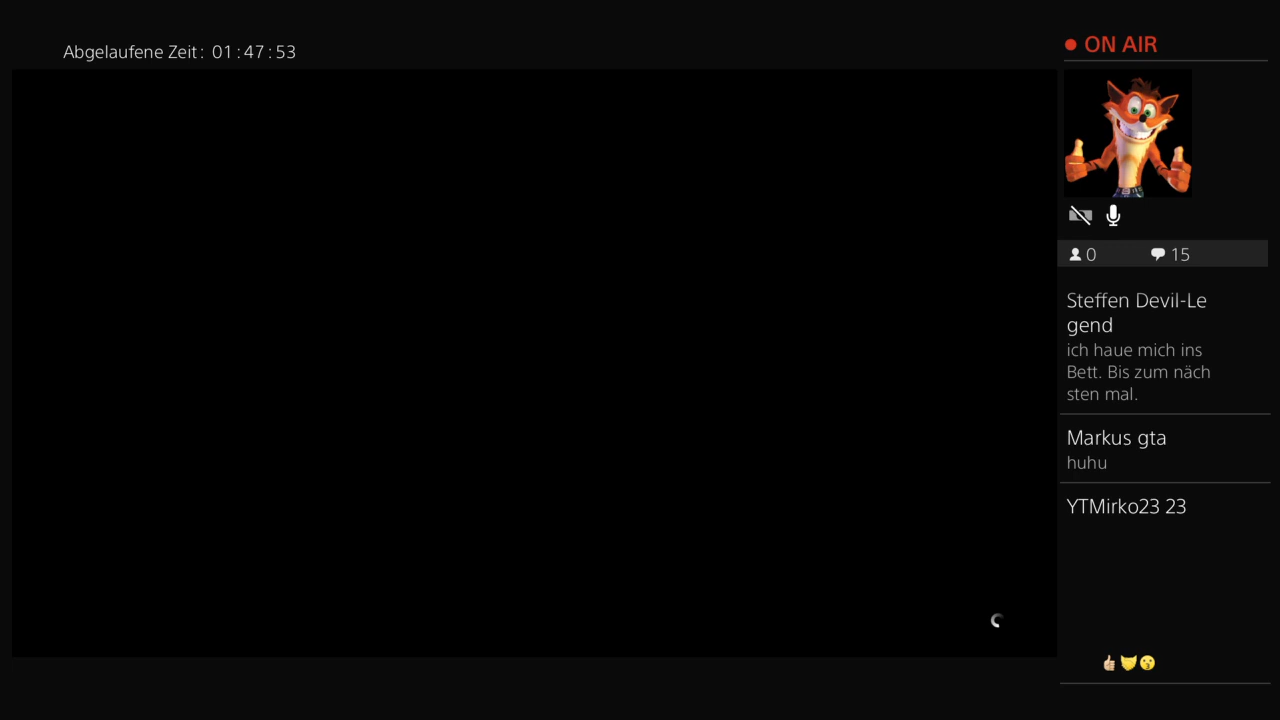 Abgelaufene Zeit: 01:47:53
ON AIR
0 15
Steffen Devil-Le
gend
ich haue mich ins
Bett. Bis zum näch
sten mal.
Markus gta
huhu
YTMirko23 23